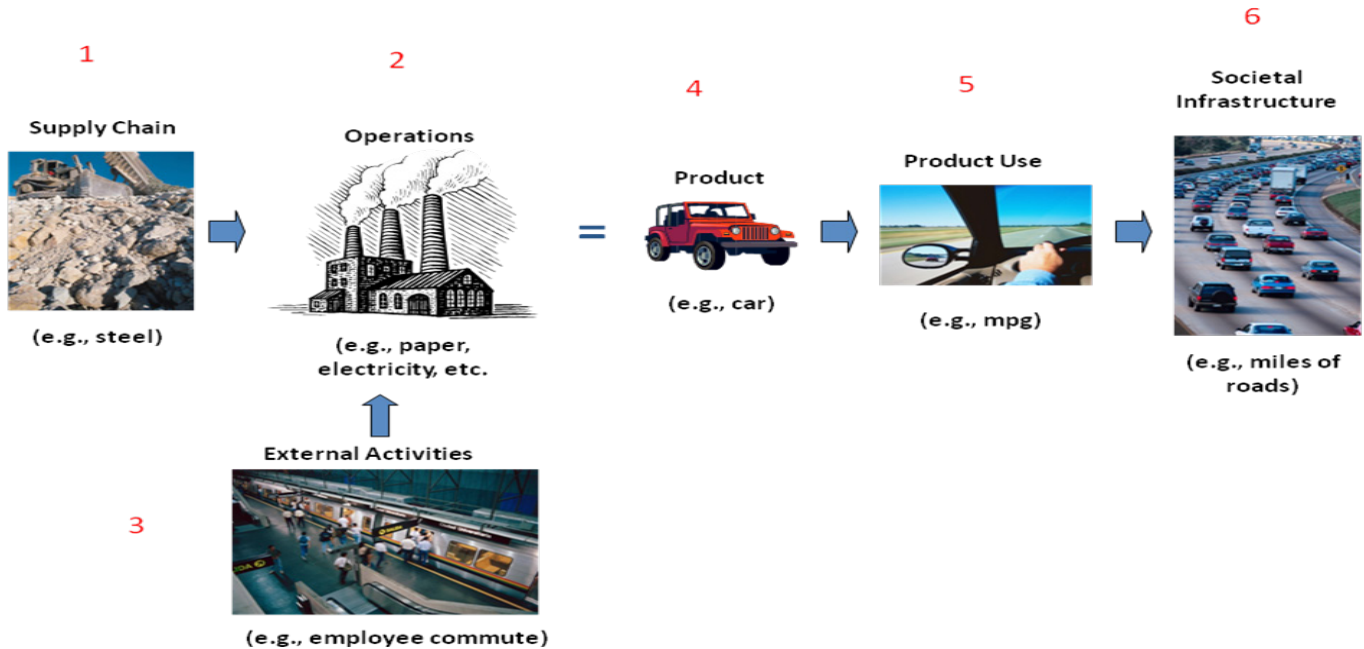 1
Supply Chain
(e.g., steel)
2
Operations
(e.g., paper,
electricity, etc.
3
External Activities
(e.g., employee commute)
=
4
Product
(e.g., car)
5
Product Use
(e.g., mpg)
6
Societal
Infrastructure
(e.g., miles of
roads)